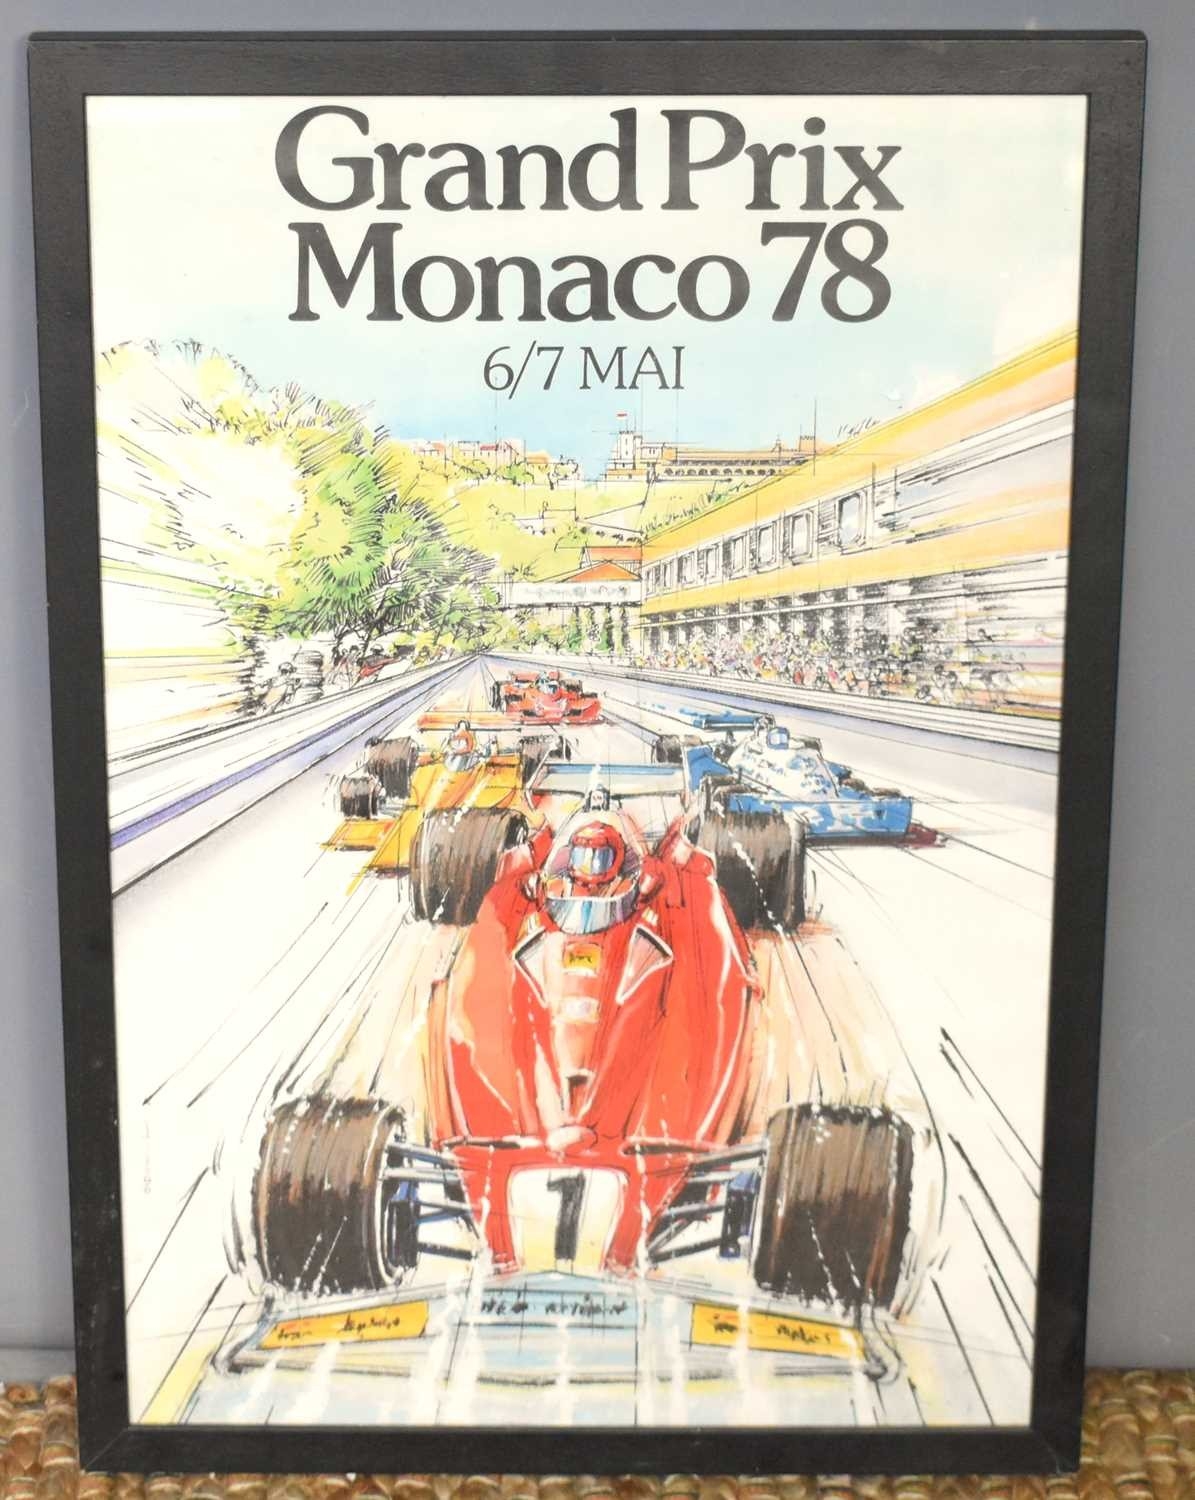 Grand Prix
Monaco 78
6/7 MAI
1